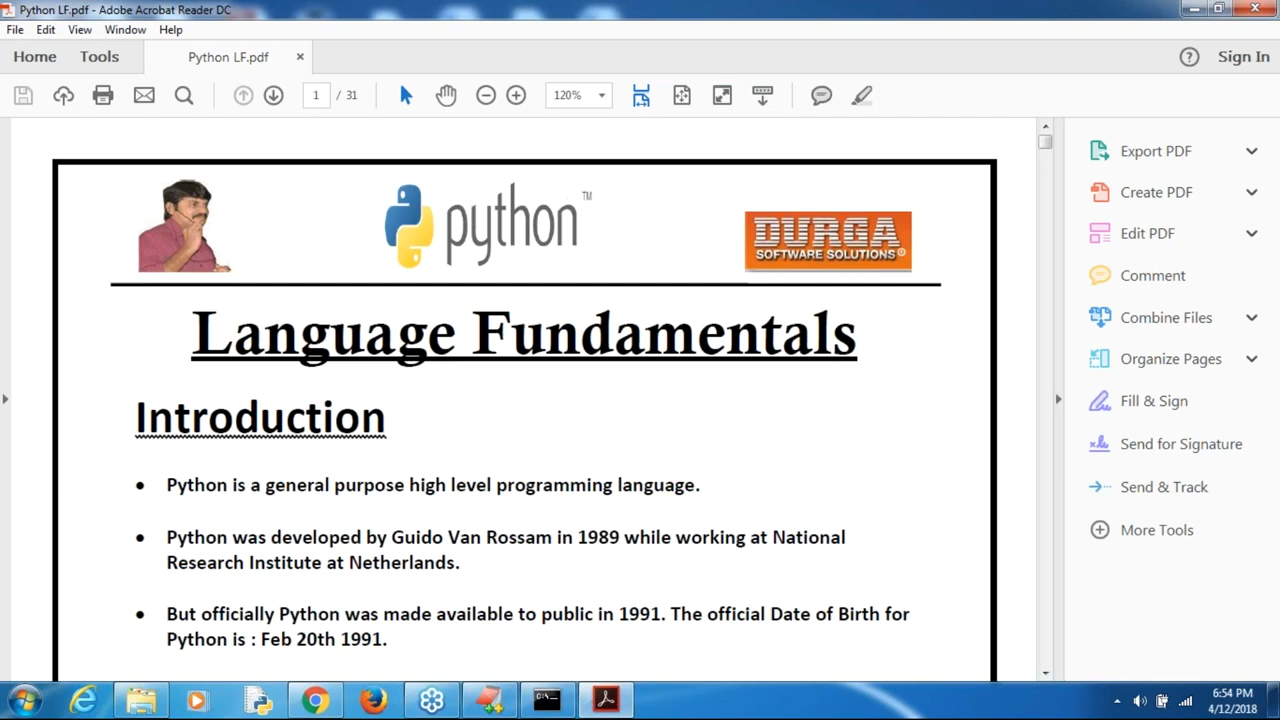 Python LF.pdf - Adobe Acrobat Reader DC
File Edit View Window Help
Home Tools Python LF.pdf × Sign In
1 / 31 120%
python TM
DURGA
SOFTWARE SOLUTIONS®
Language Fundamentals
Introduction
• Python is a general purpose high level programming language.
• Python was developed by Guido Van Rossam in 1989 while working at National
Research Institute at Netherlands.
• But officially Python was made available to public in 1991. The official Date of Birth for
Python is : Feb 20th 1991.
Export PDF
Create PDF
Edit PDF
Comment
Combine Files
Organize Pages
Fill & Sign
Send for Signature
Send & Track
More Tools
6:54 PM
4/12/2018